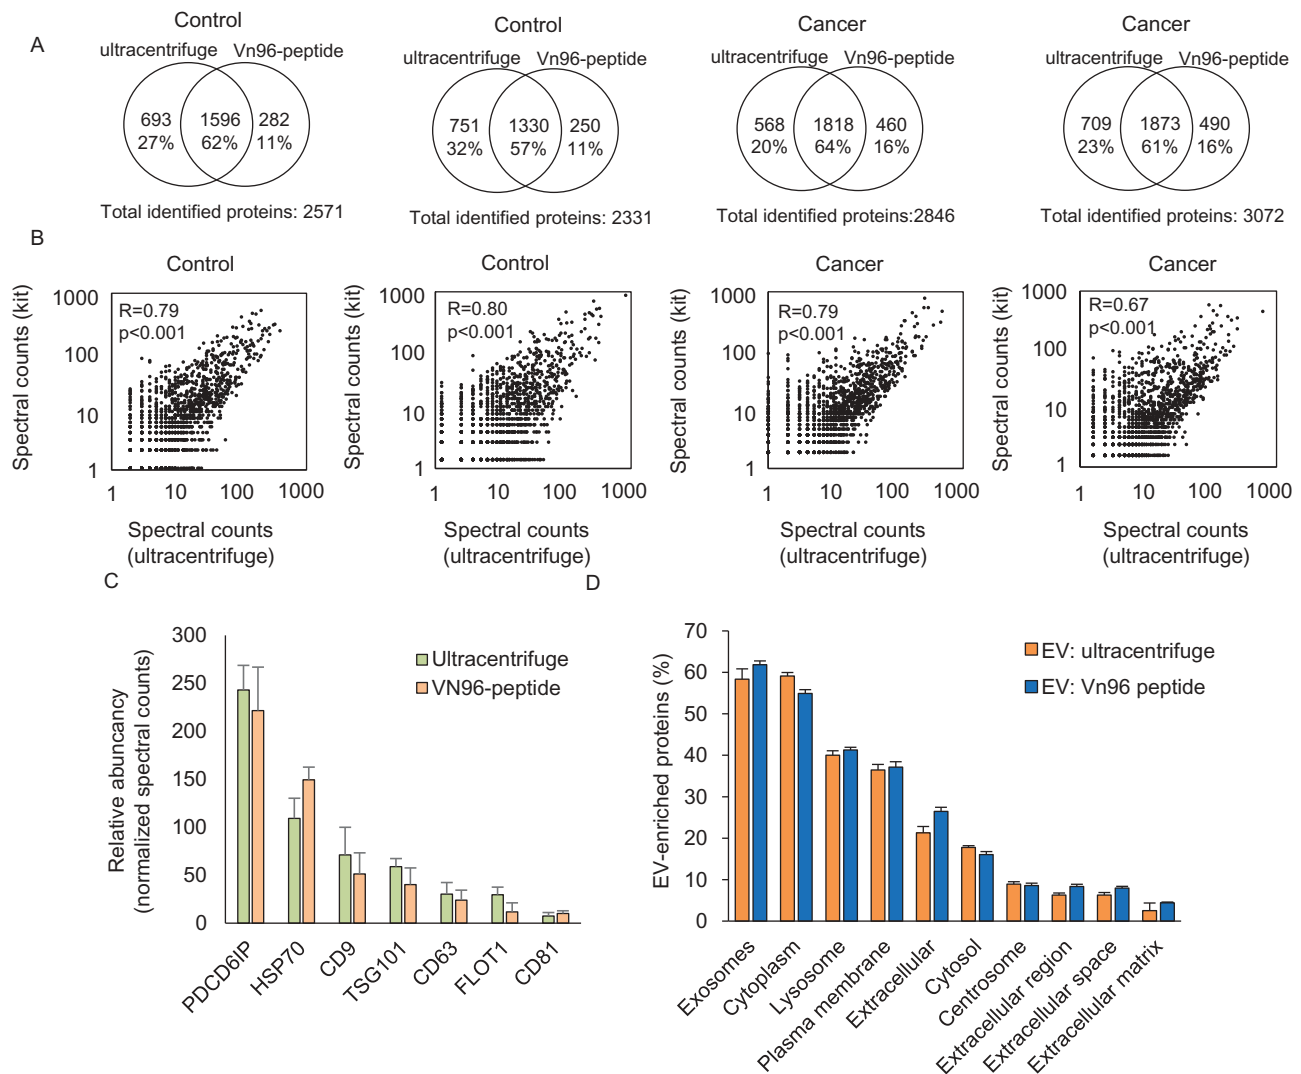 A
Control
ultracentrifuge Vn96-peptide
693 1596 282
27% 62% 11%
Total identified proteins: 2571
Control
ultracentrifuge Vn96-peptide
751 1330 250
32% 57% 11%
Total identified proteins: 2331
Cancer
ultracentrifuge Vn96-peptide
568 1818 460
20% 64% 16%
Total identified proteins:2846
Cancer
ultracentrifuge Vn96-peptide
709 1873 490
23% 61% 16%
Total identified proteins: 3072
B
Control
Spectral counts (kit)
1000
100
10
1
R=0.79
p<0.001
1 10 100 1000
Spectral counts
(ultracentrifuge)
Control
Spectral counts (kit)
1000
100
10
1
R=0.80
p<0.001
1 10 100 1000
Spectral counts
(ultracentrifuge)
Cancer
Spectral counts (kit)
1000
100
10
1
R=0.79
p<0.001
1 10 100 1000
Spectral counts
(ultracentrifuge)
Cancer
Spectral counts (kit)
1000
100
10
1
R=0.67
p<0.001
1 10 100 1000
Spectral counts
(ultracentrifuge)
C
Relative abuncancy
(normalized spectral counts)
300
250
200
150
100
50
0
Ultracentrifuge
VN96-peptide
PDCD6IP
HSP70
CD9
TSG101
CD63
FLOT1
CD81
D
EV-enriched proteins (%)
70
60
50
40
30
20
10
0
EV: ultracentrifuge
EV: Vn96 peptide
Exosomes
Cytoplasm
Lysosome
Plasma membrane
Extracellular
Cytosol
Centrosome
Extracellular region
Extracellular space
Extracellular matrix